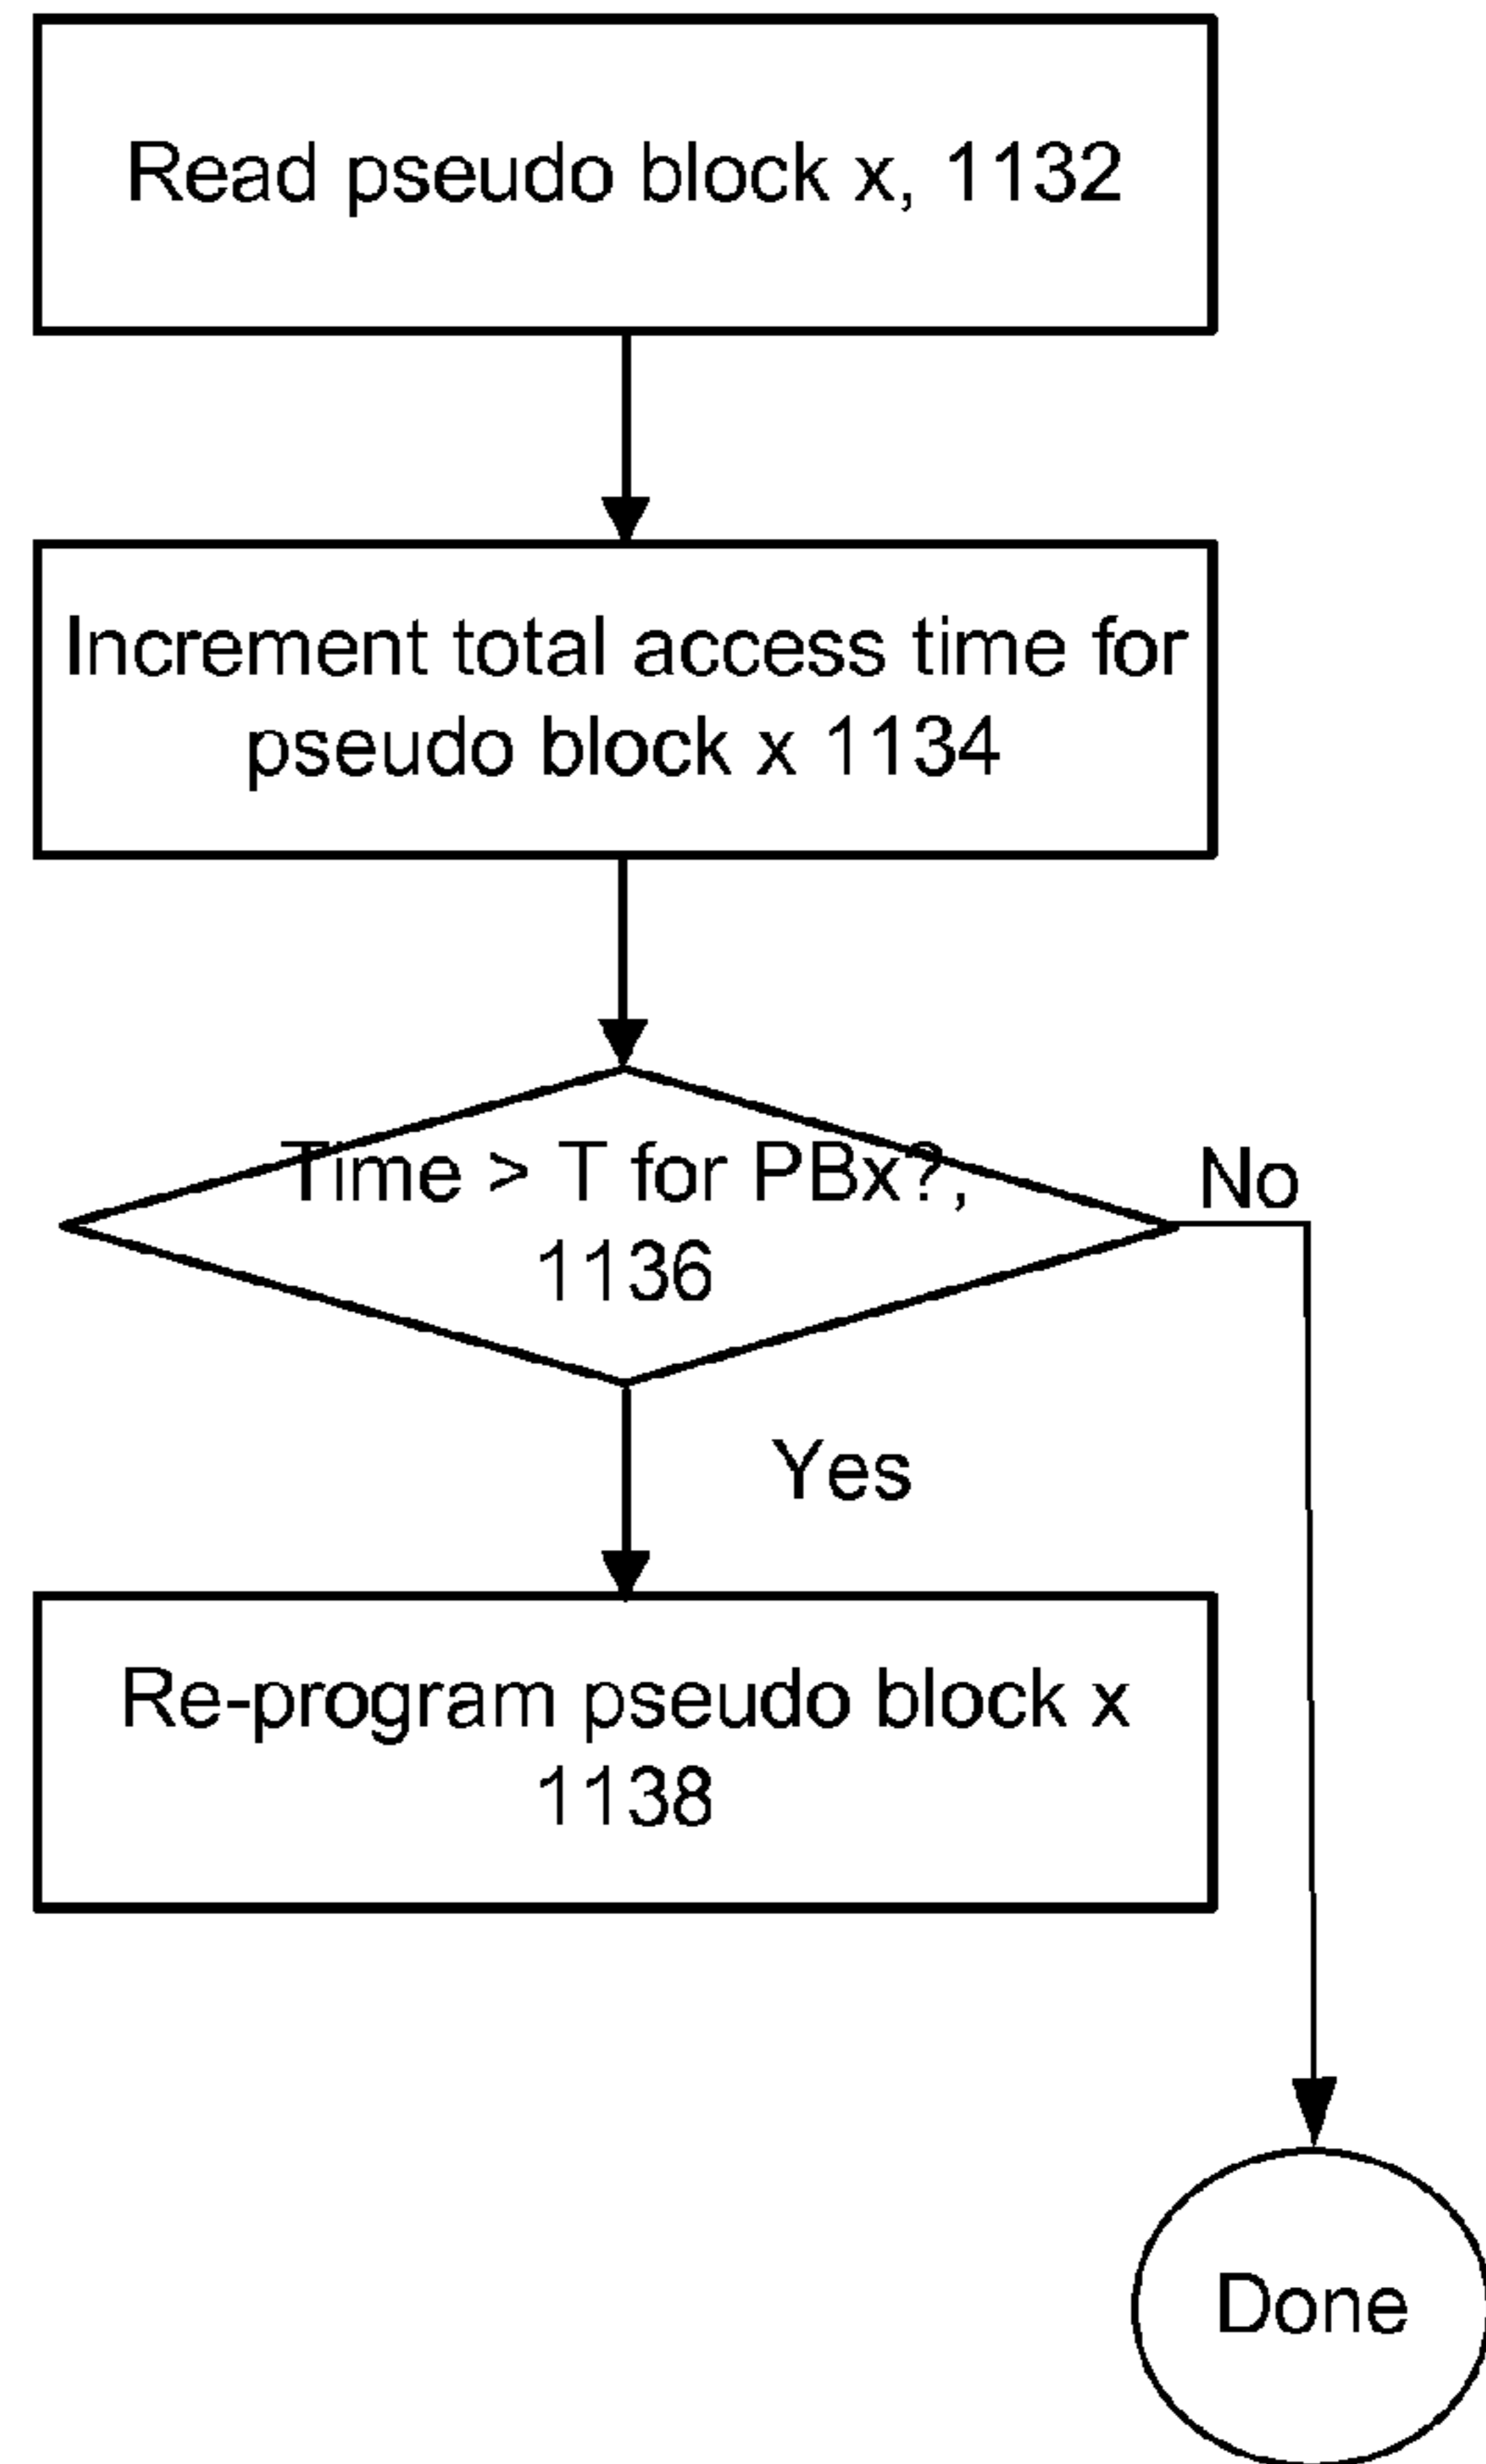 Read pseudo block x, 1132
Increment total access time for
pseudo block x 1134
Time > T for PBx?,
1136
No
Yes
Re-program pseudo block x
1138
Done